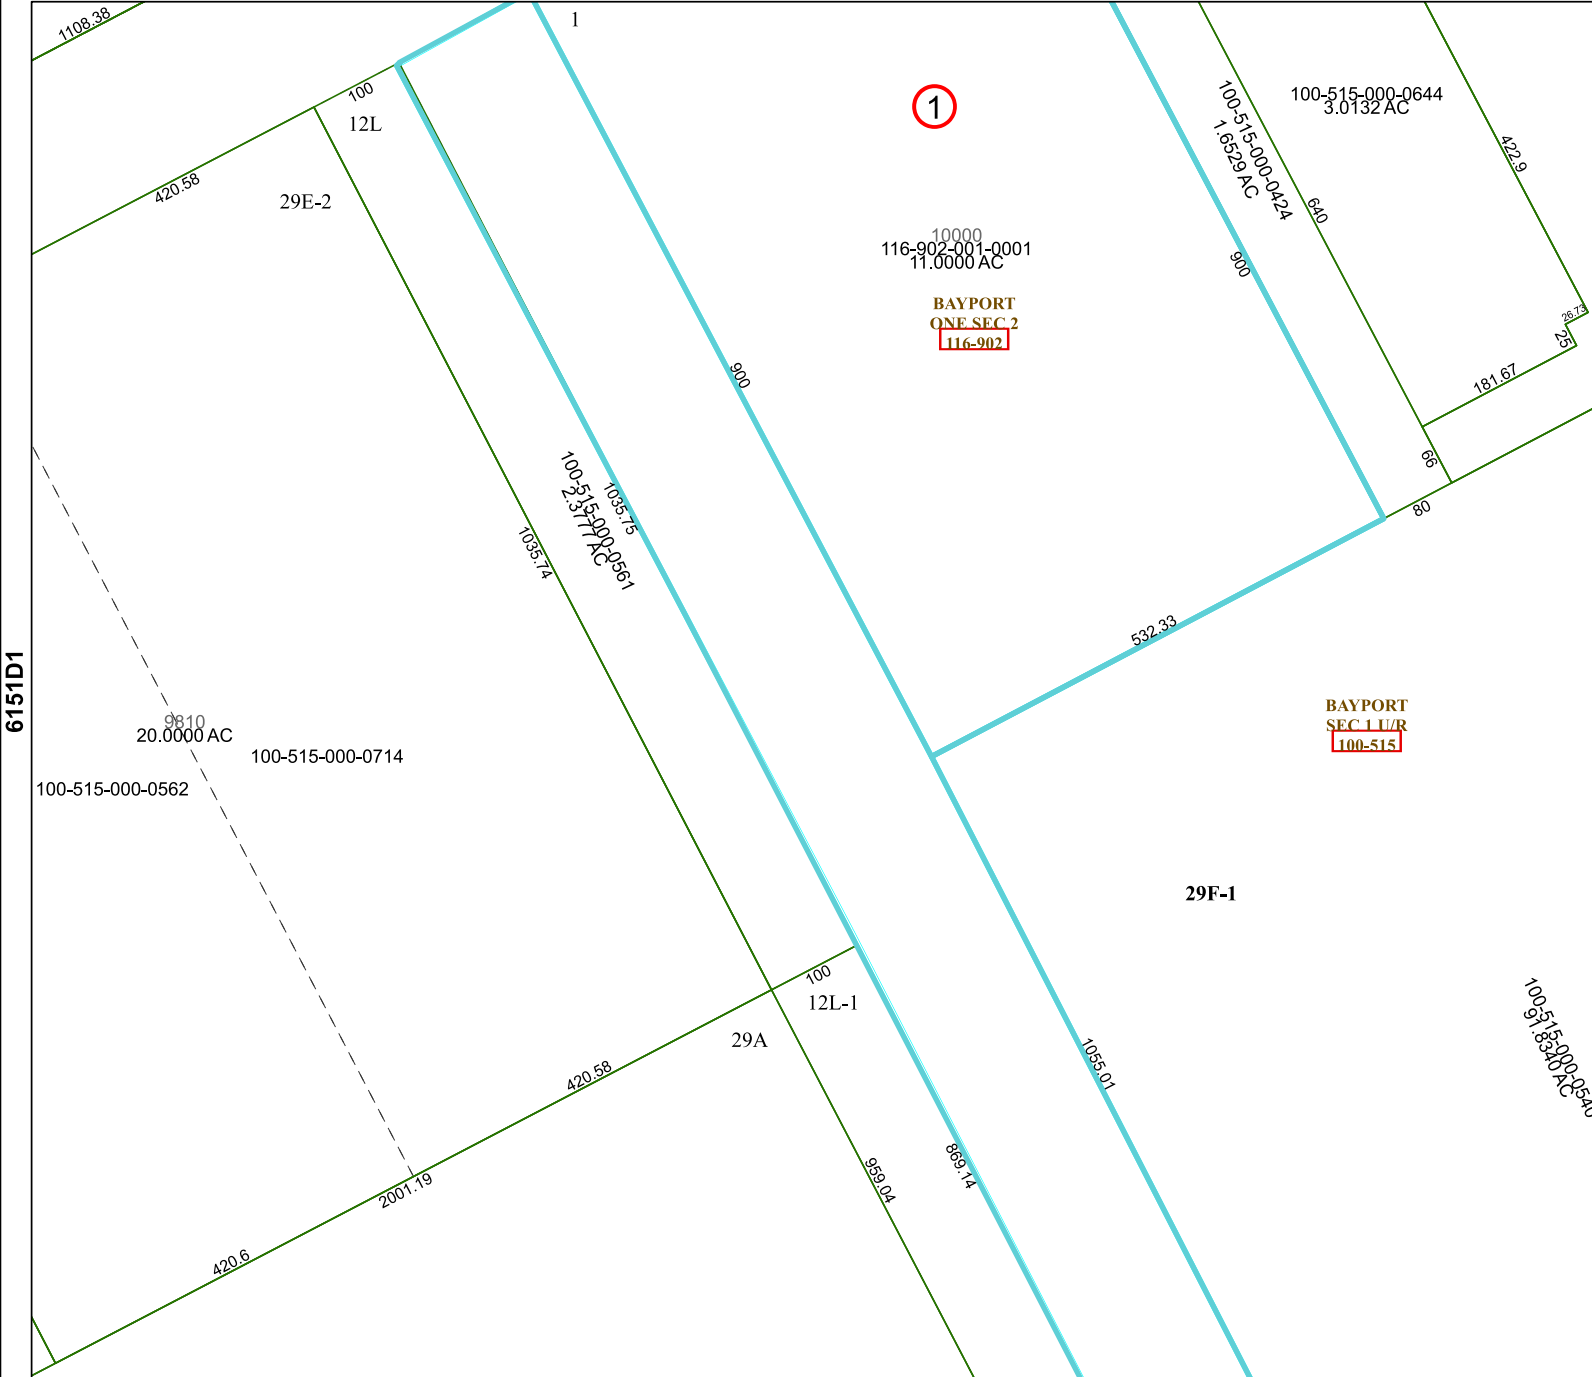 1108.38
1
100
12L
420.58
29E-2
1
100-515-000-0424
1.6529 AC
100-515-000-0644
3.0132 AC
422.9
640
900
10000
116-902-001-0001
11.0000 AC
BAYPORT
ONE SEC 2
116-902
26.73
25
181.67
66
80
900
100-515-000-0561
2.3777 AC
1035.75
1035.74
532.33
6151D1
9810
20.0000 AC
100-515-000-0714
100-515-000-0562
BAYPORT
SEC 1 U/R
100-515
29F-1
100
12L-1
29A
420.58
1055.01
100-515-000-0540
91.8340 AC
959.04
869.14
2001.19
420.6